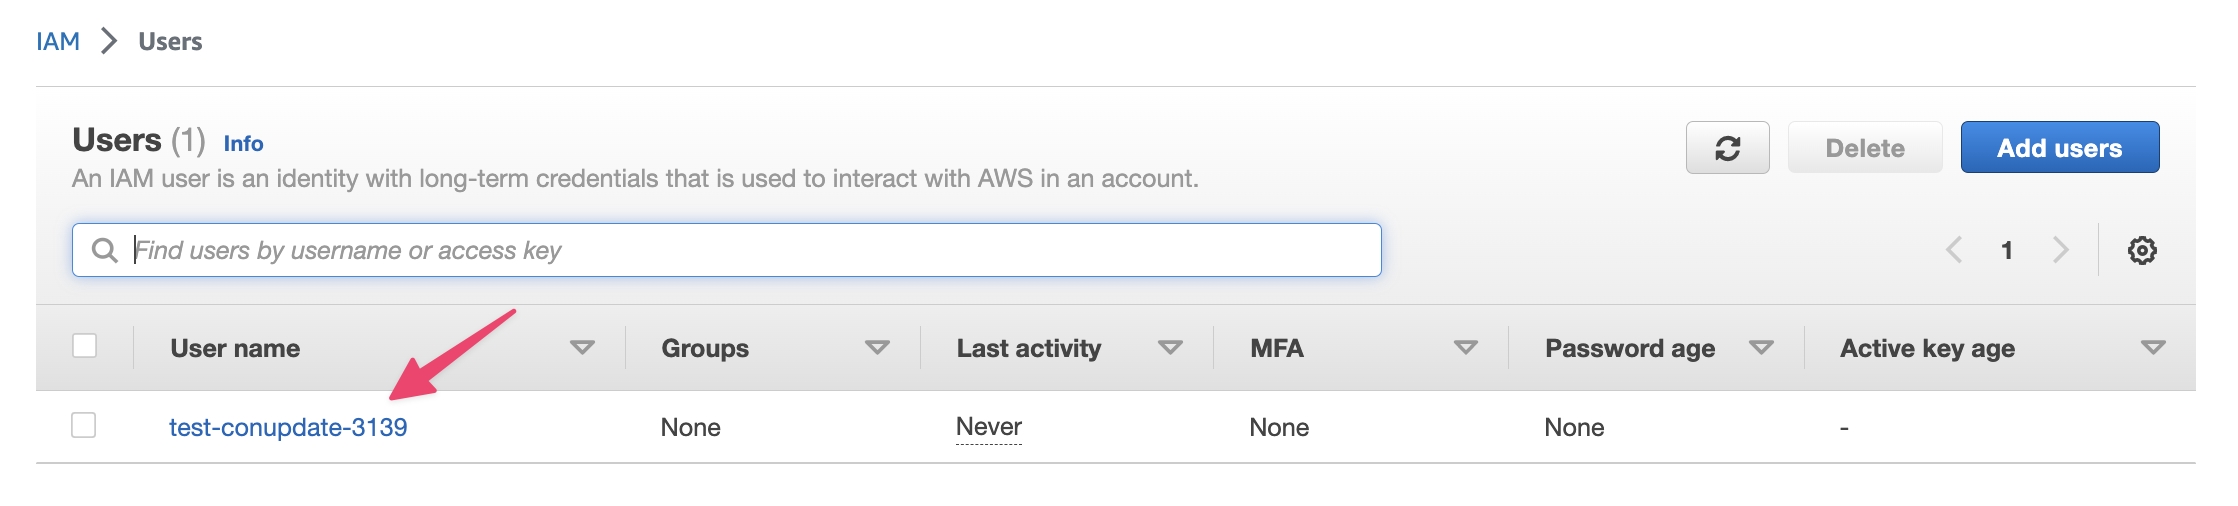 IAM > Users
Users (1) Info
Delete
Add users
An IAM user is an identity with long-term credentials that is used to interact with AWS in an account.
Find users by username or access key
1
User name Groups Last activity MFA Password age Active key age
test-conupdate-3139 None Never None None -